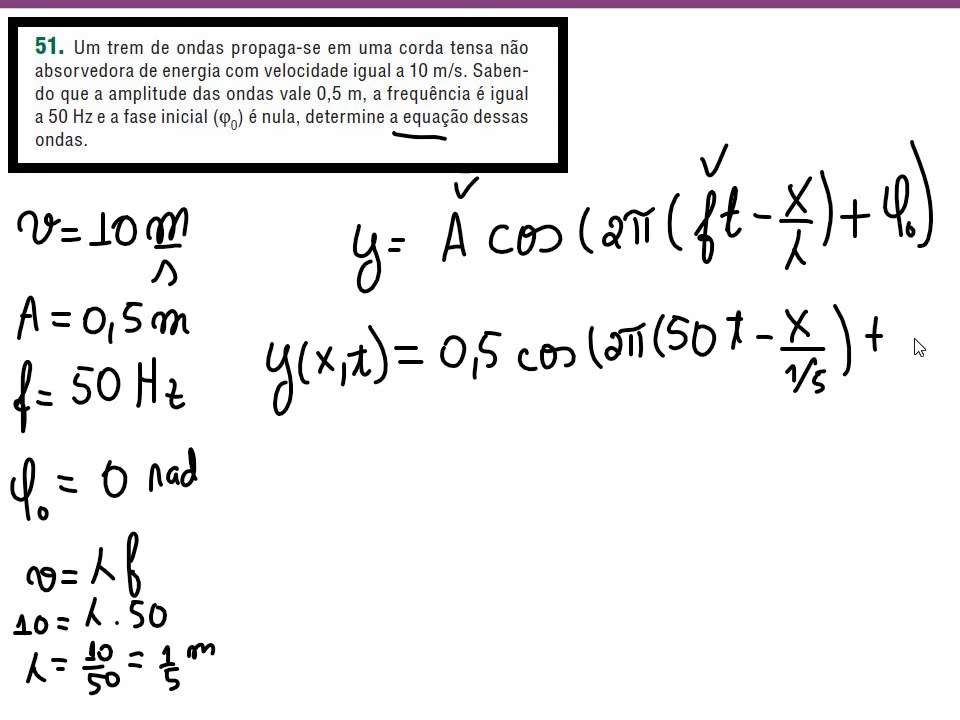 51. Um trem de ondas propaga-se em uma corda tensa não
absorvedora de energia com velocidade igual a 10 m/s. Saben-
do que a amplitude das ondas vale 0,5 m, a frequência é igual
a 50 Hz e a fase inicial (φ₀) é nula, determine a equação dessas
ondas.
v = 10 m/s
y = A cos (2π (ft - x/λ) + φ₀)
A = 0,5 m
y(x,t) = 0,5 cos (2π (50 t - x/(1/5)) +
f = 50 Hz
φ₀ = 0 rad
v = λ f
10 = λ . 50
λ = 10/50 = 1/5 m